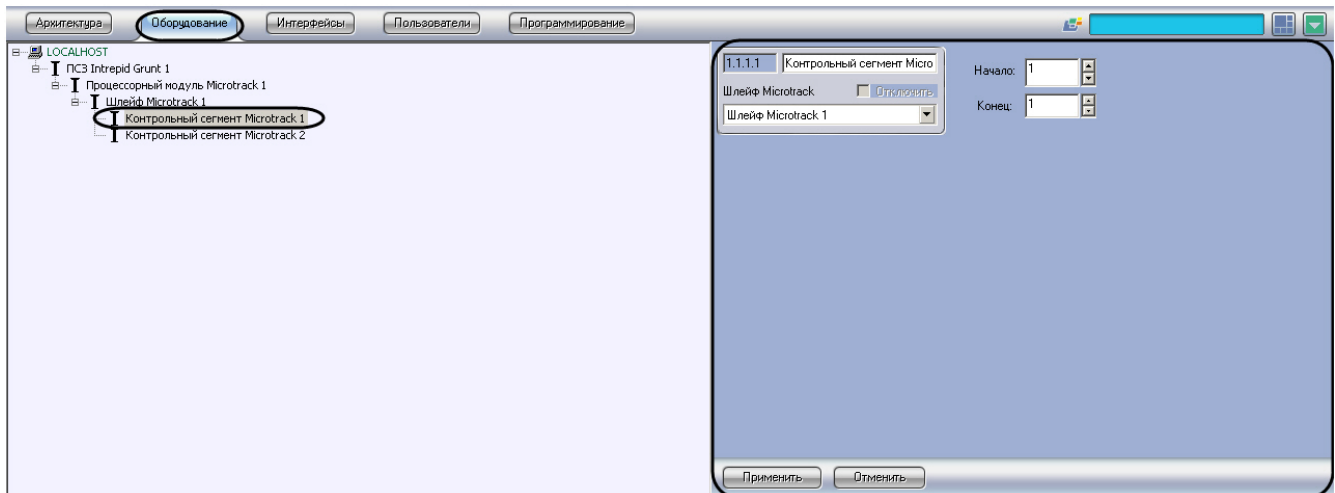 Архитектура Оборудование Интерфейсы Пользователи Программирование
LOCALHOST
ПСЗ Intrepid Grunt 1
Процессорный модуль Microtrack 1
Шлейф Microtrack 1
Контрольный сегмент Microtrack 1
Контрольный сегмент Microtrack 2
1.1.1.1 Контрольный сегмент Micro
Шлейф Microtrack Отключить
Шлейф Microtrack 1
Начало: 1
Конец: 1
Применить Отменить